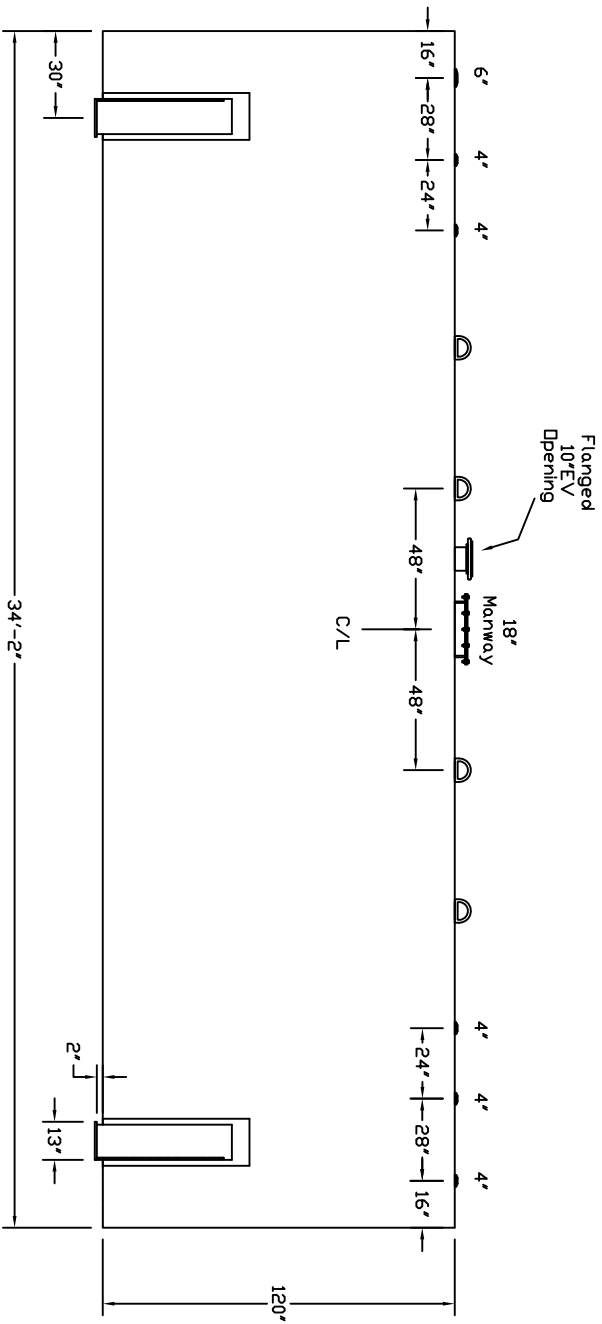 6" 4" 4" 4" 4" 4"
16" 28" 24" 24" 28" 16"
Flanged
10"EV
Opening
18"
Manway
48" 48"
C/L
120"
30" 2" 13"
34'-2"